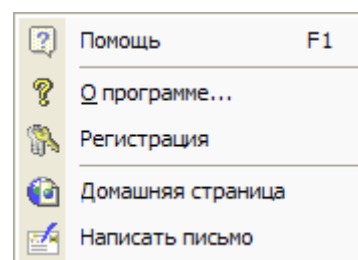 Помощь F1
О программе...
Регистрация
Домашняя страница
Написать письмо